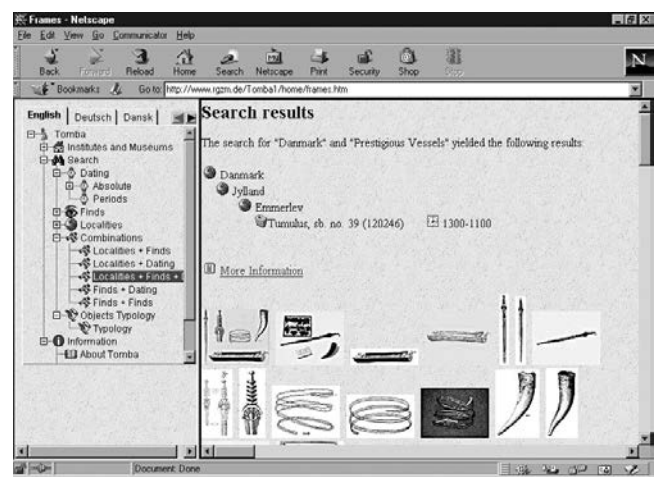 Frames - Netscape
File Edit View Go Communicator Help
Back Forward Reload Home Search Netscape Print Security Shop Stop
Bookmarks Go to: http://www.rgzm.de/Tomba1/home/frames.htm
English Deutsch Dansk
Tomba
Institutes and Museums
Search
Dating
Absolute
Periods
Finds
Localities
Combinations
Localities + Finds
Localities + Dating
Localities + Finds +
Finds + Dating
Finds + Finds
Objects Typology
Typology
Information
About Tomba
Search results
The search for "Danmark" and "Prestigious Vessels" yielded the following results:
Danmark
Jylland
Emmerlev
Tumulus, sb. no. 39 (120246) 1300-1100
More Information
Document: Done